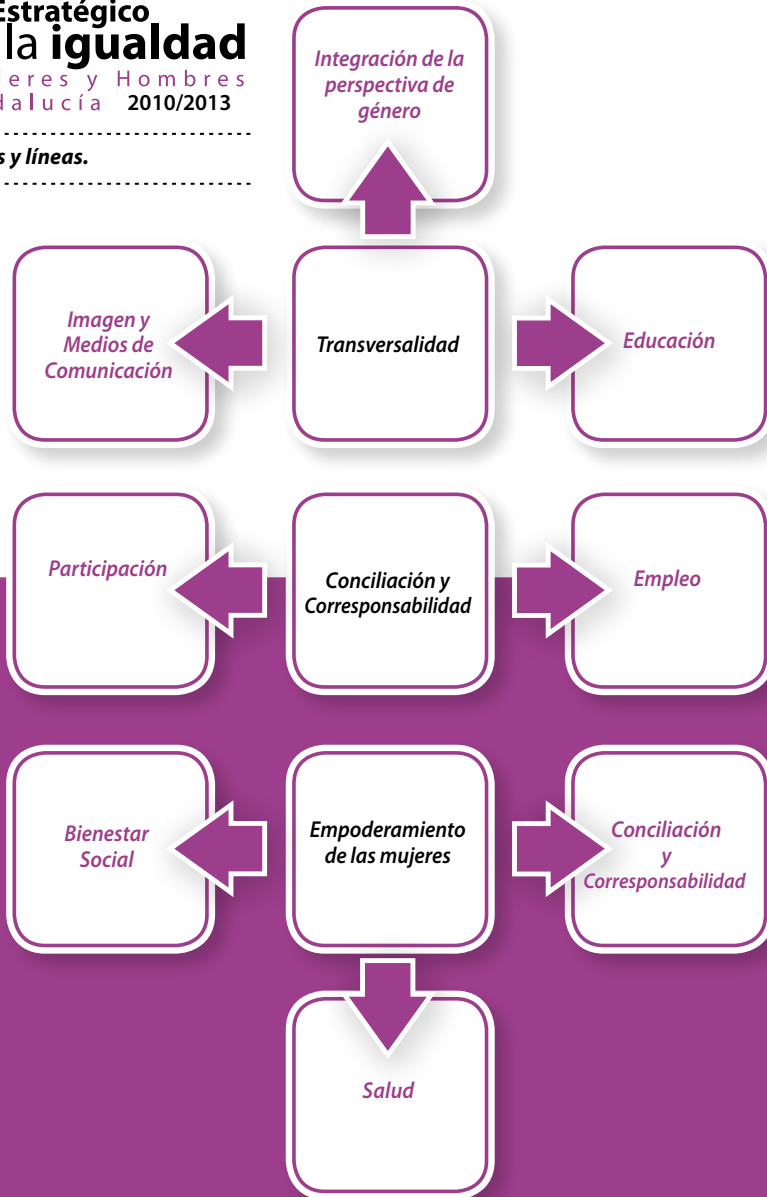 Estratégico
la igualdad
eres y Hombres
alucía 2010/2013
s y líneas.
Integración de la
perspectiva de
género
Imagen y
Medios de
Comunicación
Transversalidad
Educación
Participación
Conciliación y
Corresponsabilidad
Empleo
Bienestar
Social
Empoderamiento
de las mujeres
Conciliación
y
Corresponsabilidad
Salud